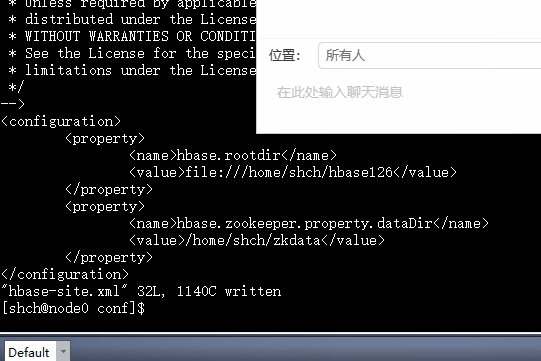 * Unless required by applicable
* distributed under the License
* WITHOUT WARRANTIES OR CONDITI
* See the License for the speci
* limitations under the License
*/
-->
<configuration>
<property>
<name>hbase.rootdir</name>
<value>file:///home/shch/hbase126</value>
</property>
<property>
<name>hbase.zookeeper.property.dataDir</name>
<value>/home/shch/zkdata</value>
</property>
</configuration>
"hbase-site.xml" 32L, 1140C written
[shch@node0 conf]$
位置：
所有人
在此处输入聊天消息
Default